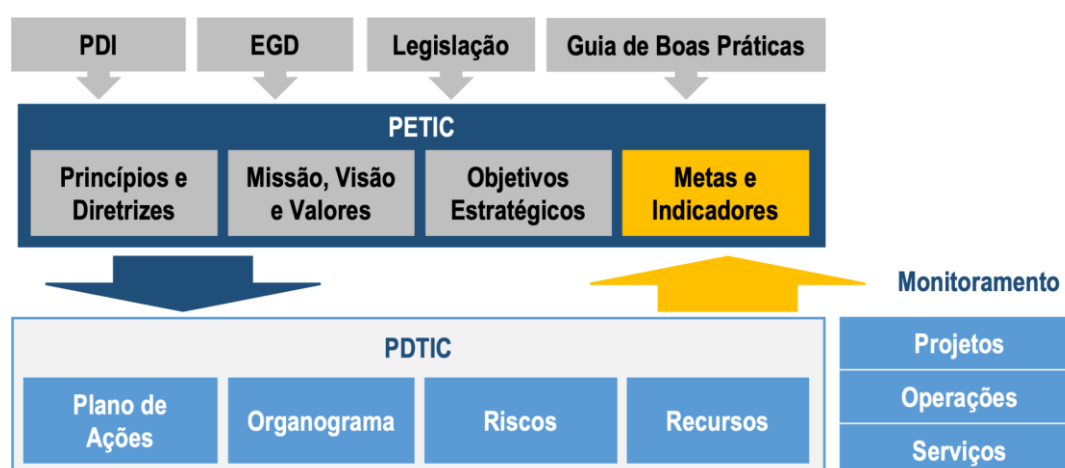 PDI
EGD
Legislação
Guia de Boas Práticas
PETIC
Princípios e
Diretrizes
Missão, Visão
e Valores
Objetivos
Estratégicos
Metas e
Indicadores
Monitoramento
PDTIC
Plano de
Ações
Organograma
Riscos
Recursos
Projetos
Operações
Serviços